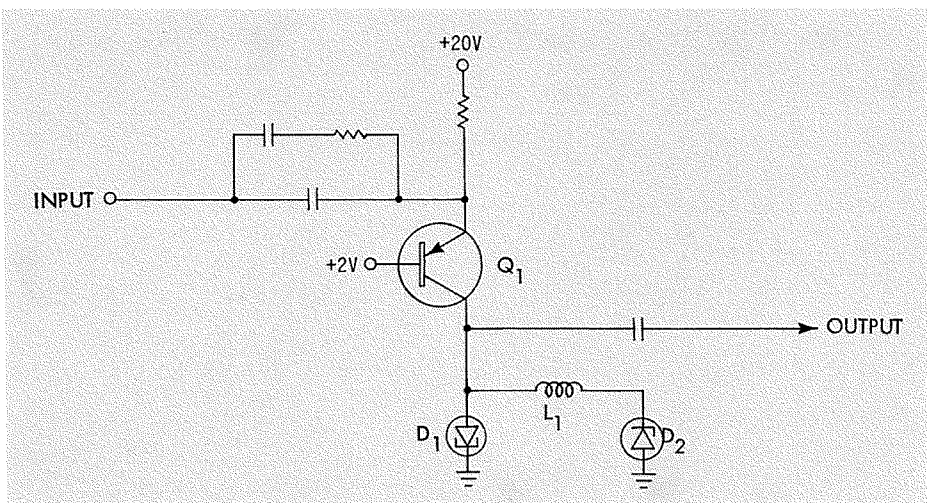 +20V
INPUT
+2V
Q1
OUTPUT
L1
D1
D2